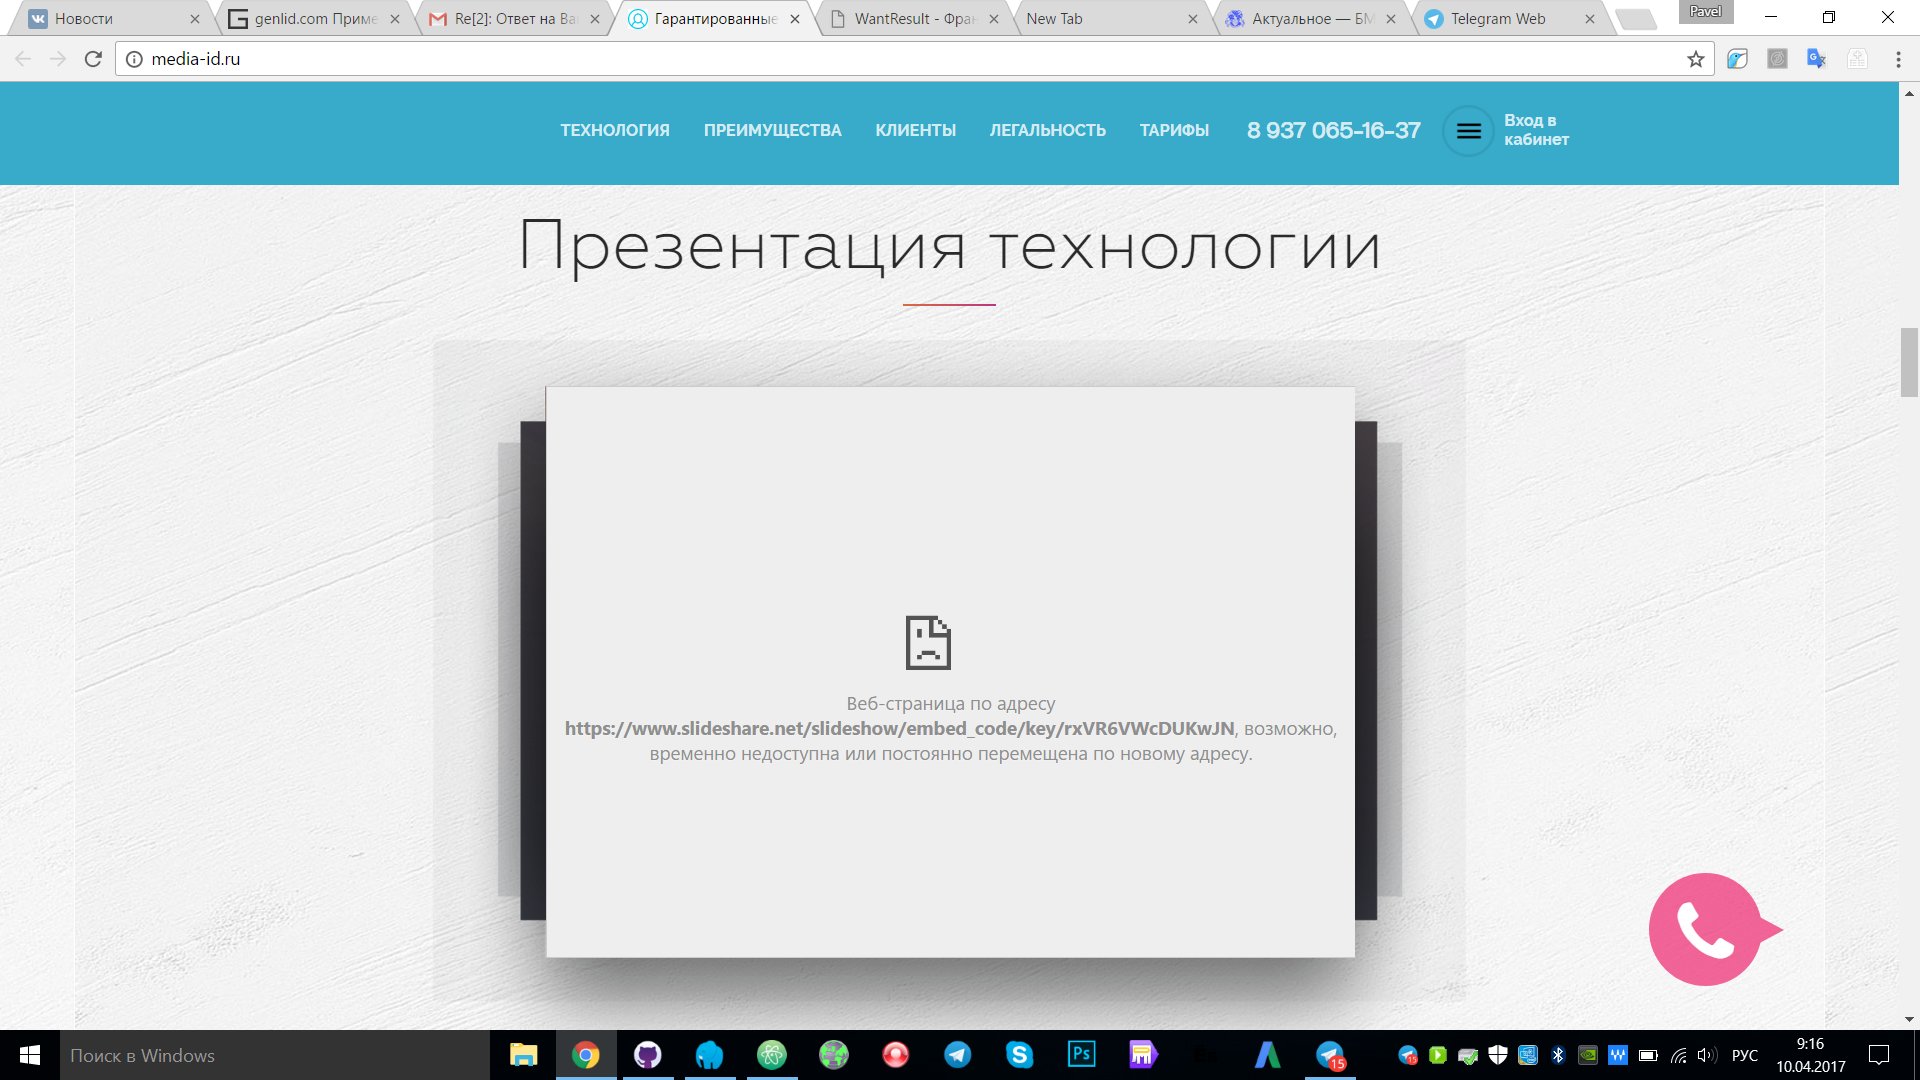 Новости
genlid.com Приме
Re[2]: Ответ на Ва
Гарантированные
WantResult - Фран
New Tab
Актуальное — БМ
Telegram Web
Pavel
media-id.ru
ТЕХНОЛОГИЯ
ПРЕИМУЩЕСТВА
КЛИЕНТЫ
ЛЕГАЛЬНОСТЬ
ТАРИФЫ
8 937 065-16-37
Вход в
кабинет
Презентация технологии
Веб-страница по адресу
https://www.slideshare.net/slideshow/embed_code/key/rxVR6VWcDUKwJN, возможно,
временно недоступна или постоянно перемещена по новому адресу.
Поиск в Windows
Ps
15
РУС
9:16
10.04.2017